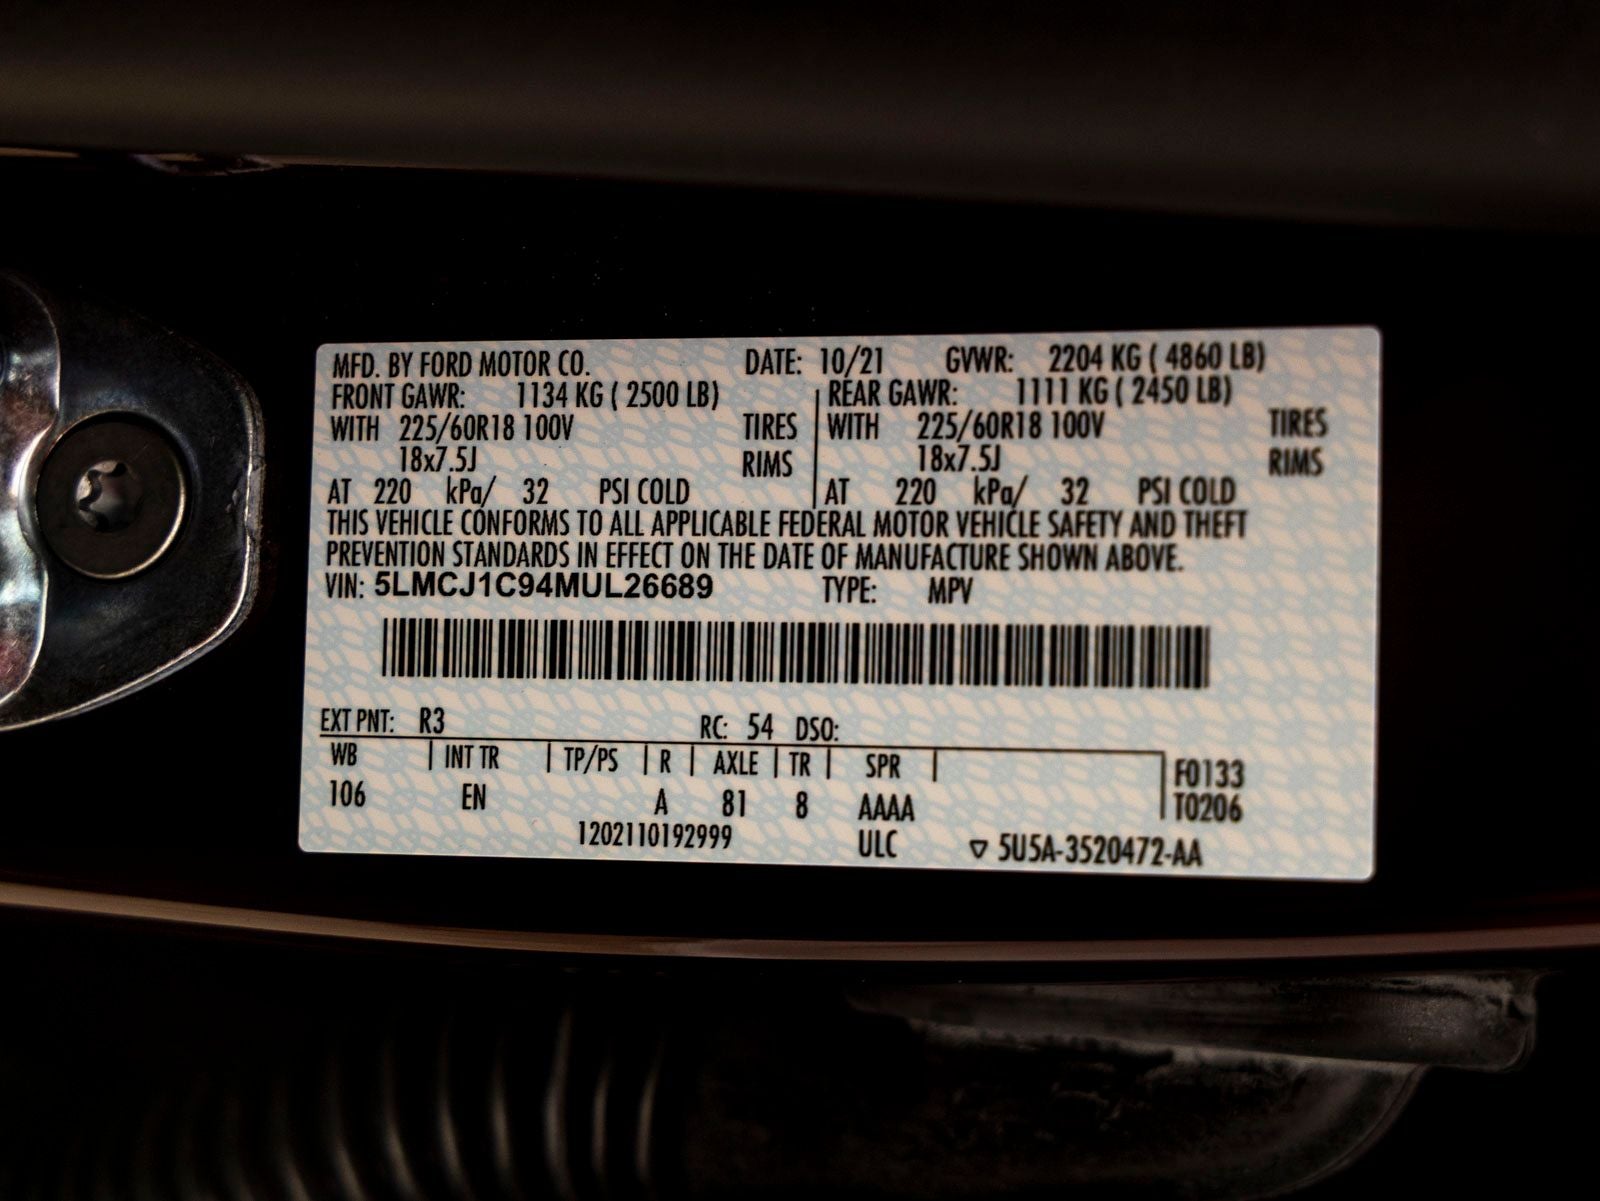 MFD. BY FORD MOTOR CO. DATE: 10/21 GVWR: 2204 KG ( 4860 LB)
FRONT GAWR: 1134 KG ( 2500 LB) REAR GAWR: 1111 KG ( 2450 LB)
WITH 225/60R18 100V TIRES WITH 225/60R18 100V TIRES
18x7.5J RIMS 18x7.5J RIMS
AT 220 kPa/ 32 PSI COLD AT 220 kPa/ 32 PSI COLD
THIS VEHICLE CONFORMS TO ALL APPLICABLE FEDERAL MOTOR VEHICLE SAFETY AND THEFT
PREVENTION STANDARDS IN EFFECT ON THE DATE OF MANUFACTURE SHOWN ABOVE.
VIN: 5LMCJ1C94MUL26689 TYPE: MPV
EXT PNT: R3 RC: 54 DSO:
WB INT TR TP/PS R AXLE TR SPR F0133
106 EN A 81 8 AAAA T0206
1202110192999 ULC ▽ 5U5A-3520472-AA